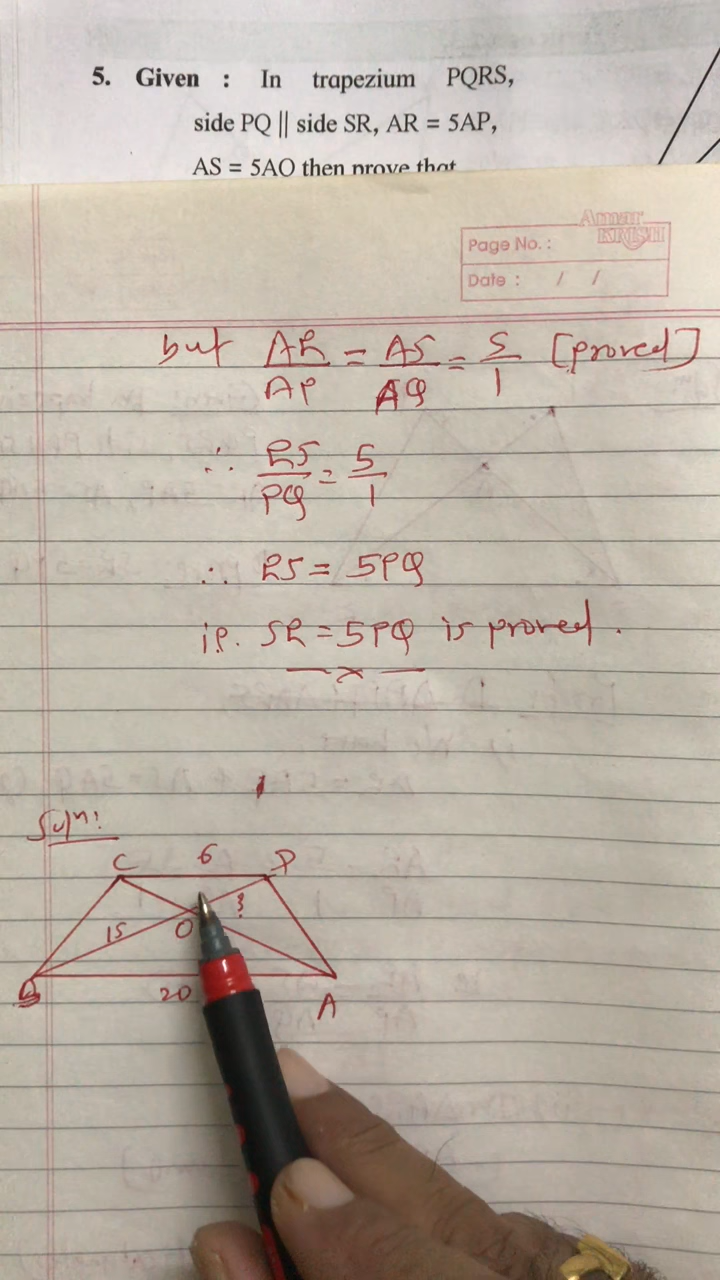 5. Given : In trapezium PQRS,
side PQ || side SR, AR = 5AP,
AS = 5AQ then prove that
Amar
KRISTI
Page No. :
Date : / /
but AR/AP = AS/AQ = 5/1 [proved]
∴ RS/PQ = 5/1
∴ RS = 5PQ
i.e. SR = 5PQ is proved.
Soln:
C 6 D
15 O ?
B 20 A